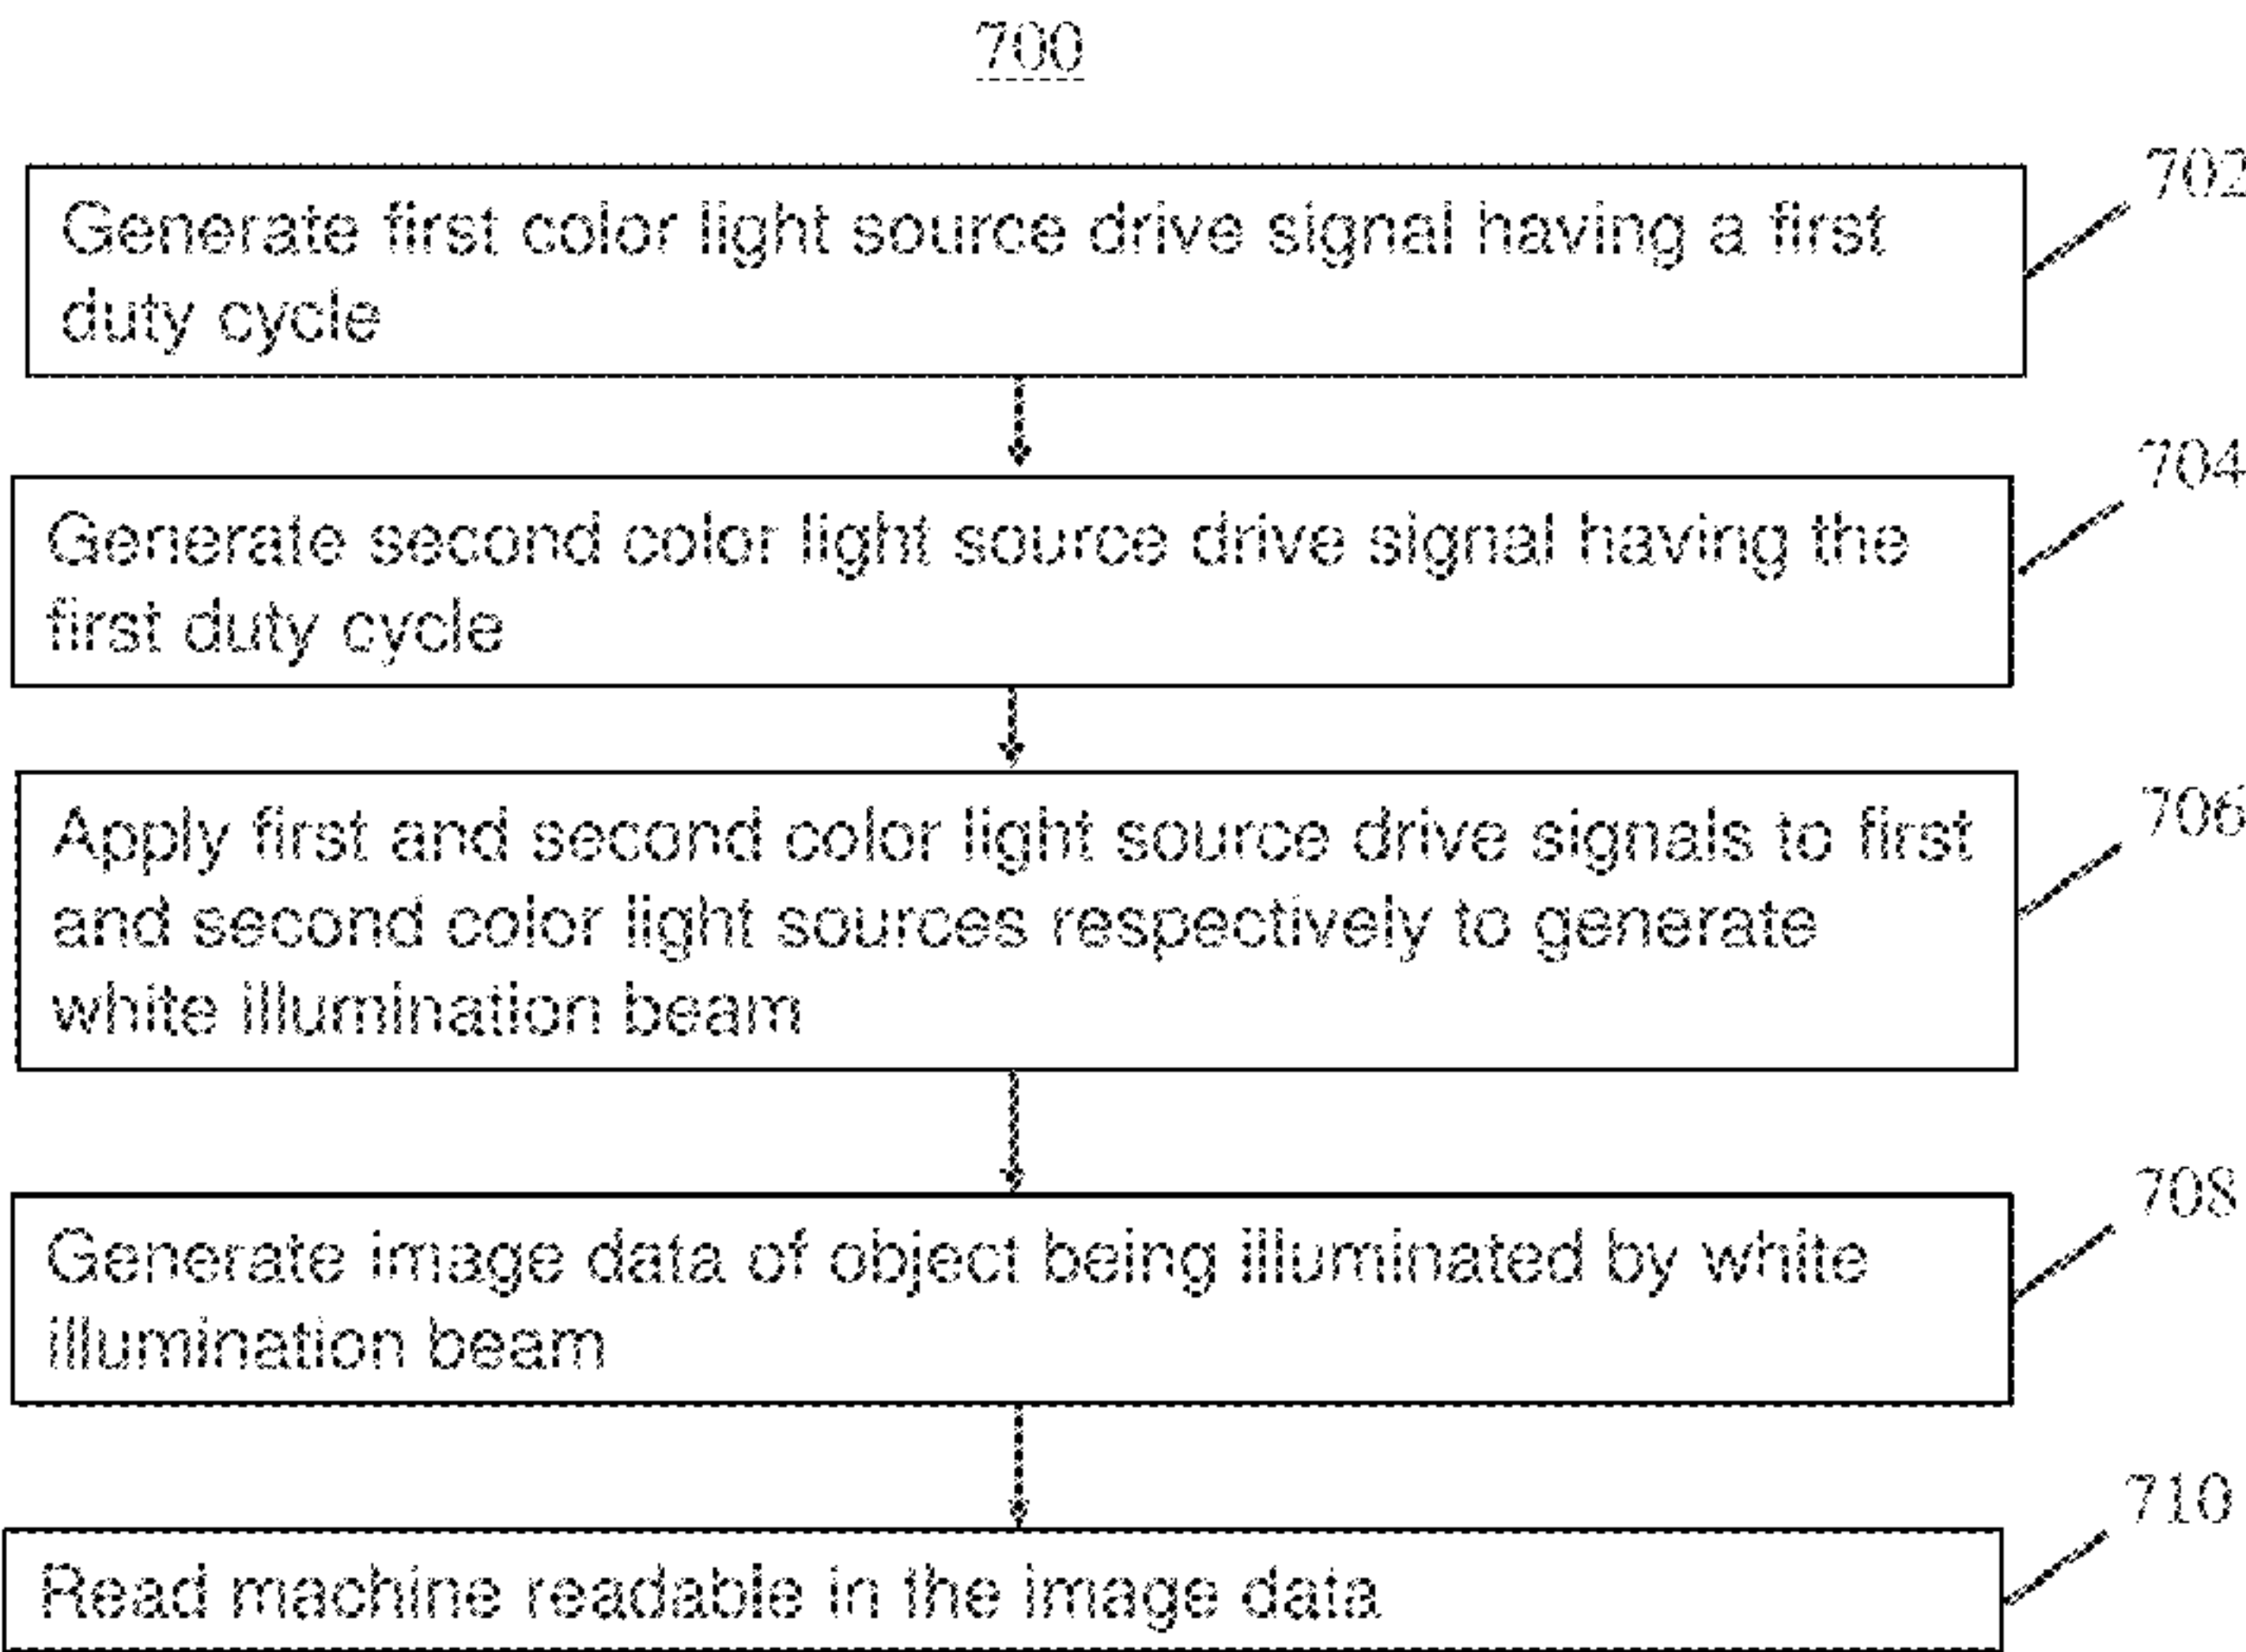 700
702
Generate first color light source drive signal having a first
duty cycle
704
Generate second color light source drive signal having the
first duty cycle
706
Apply first and second color light source drive signals to first
and second color light sources respectively to generate
white illumination beam
708
Generate image data of object being illuminated by white
illumination beam
710
Read machine readable in the image data